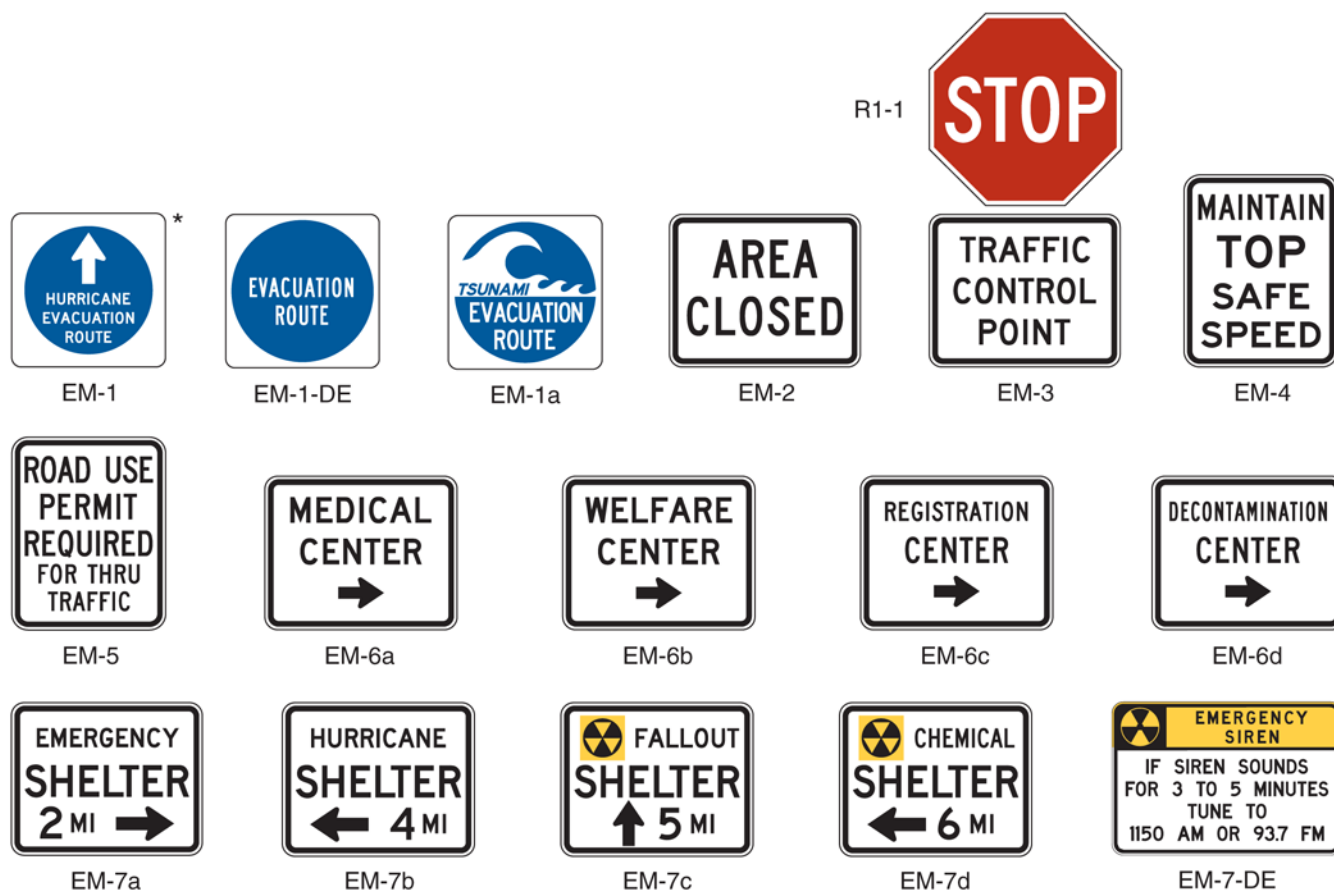 R1-1
STOP
*
HURRICANE
EVACUATION
ROUTE
EM-1
EVACUATION
ROUTE
EM-1-DE
TSUNAMI
EVACUATION
ROUTE
EM-1a
AREA
CLOSED
EM-2
TRAFFIC
CONTROL
POINT
EM-3
MAINTAIN
TOP
SAFE
SPEED
EM-4
ROAD USE
PERMIT
REQUIRED
FOR THRU
TRAFFIC
EM-5
MEDICAL
CENTER
EM-6a
WELFARE
CENTER
EM-6b
REGISTRATION
CENTER
EM-6c
DECONTAMINATION
CENTER
EM-6d
EMERGENCY
SHELTER
2 MI
EM-7a
HURRICANE
SHELTER
4 MI
EM-7b
FALLOUT
SHELTER
5 MI
EM-7c
CHEMICAL
SHELTER
6 MI
EM-7d
EMERGENCY
SIREN
IF SIREN SOUNDS
FOR 3 TO 5 MINUTES
TUNE TO
1150 AM OR 93.7 FM
EM-7-DE